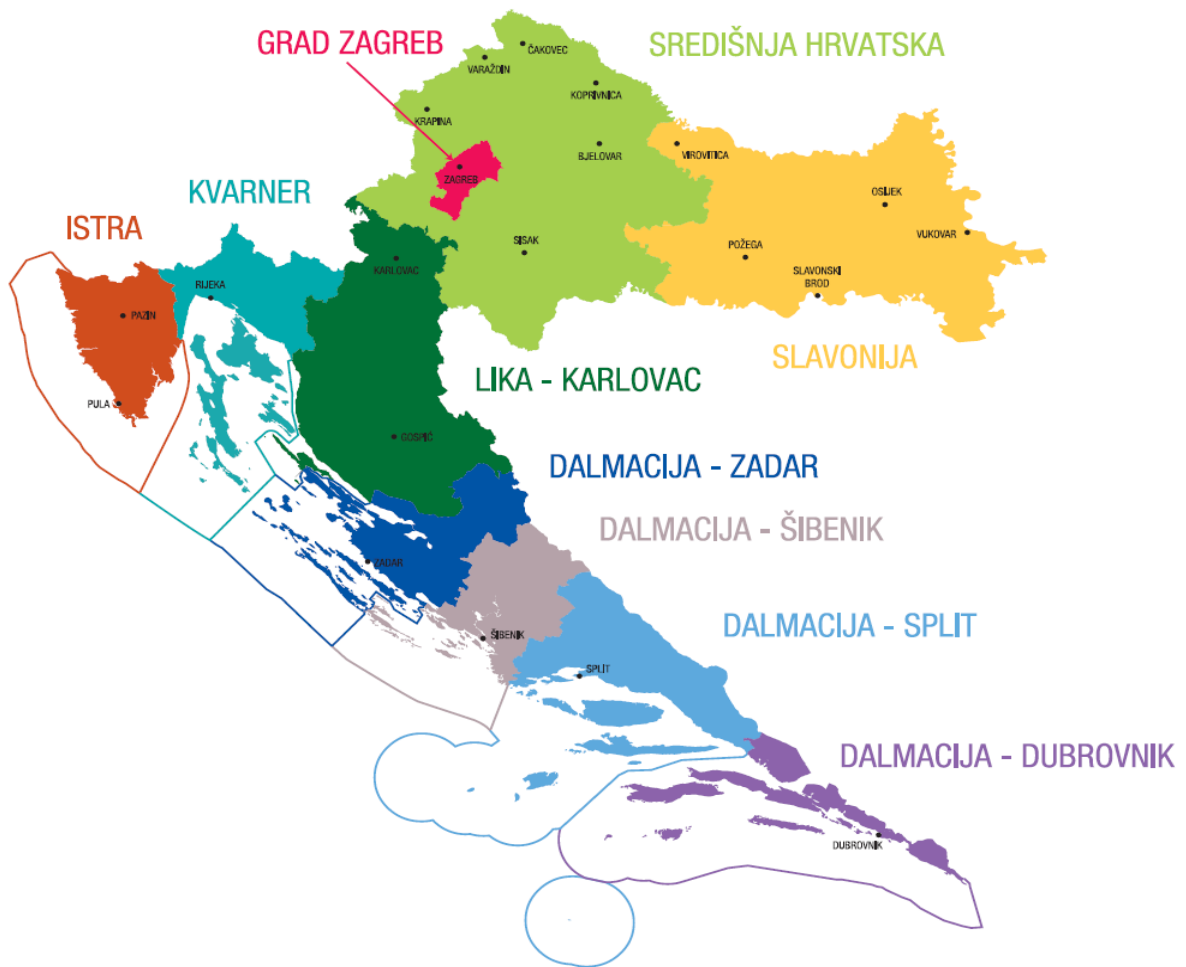 GRAD ZAGREB
SREDIŠNJA HRVATSKA
ČAKOVEC
VARAŽDIN
KOPRIVNICA
KRAPINA
BJELOVAR
VIROVITICA
ZAGREB
KVARNER
OSIJEK
ISTRA
VUKOVAR
SISAK
POŽEGA
KARLOVAC
SLAVONSKI
BROD
RIJEKA
PAZIN
SLAVONIJA
LIKA - KARLOVAC
PULA
GOSPIĆ
DALMACIJA - ZADAR
DALMACIJA - ŠIBENIK
ZADAR
DALMACIJA - SPLIT
ŠIBENIK
SPLIT
DALMACIJA - DUBROVNIK
DUBROVNIK